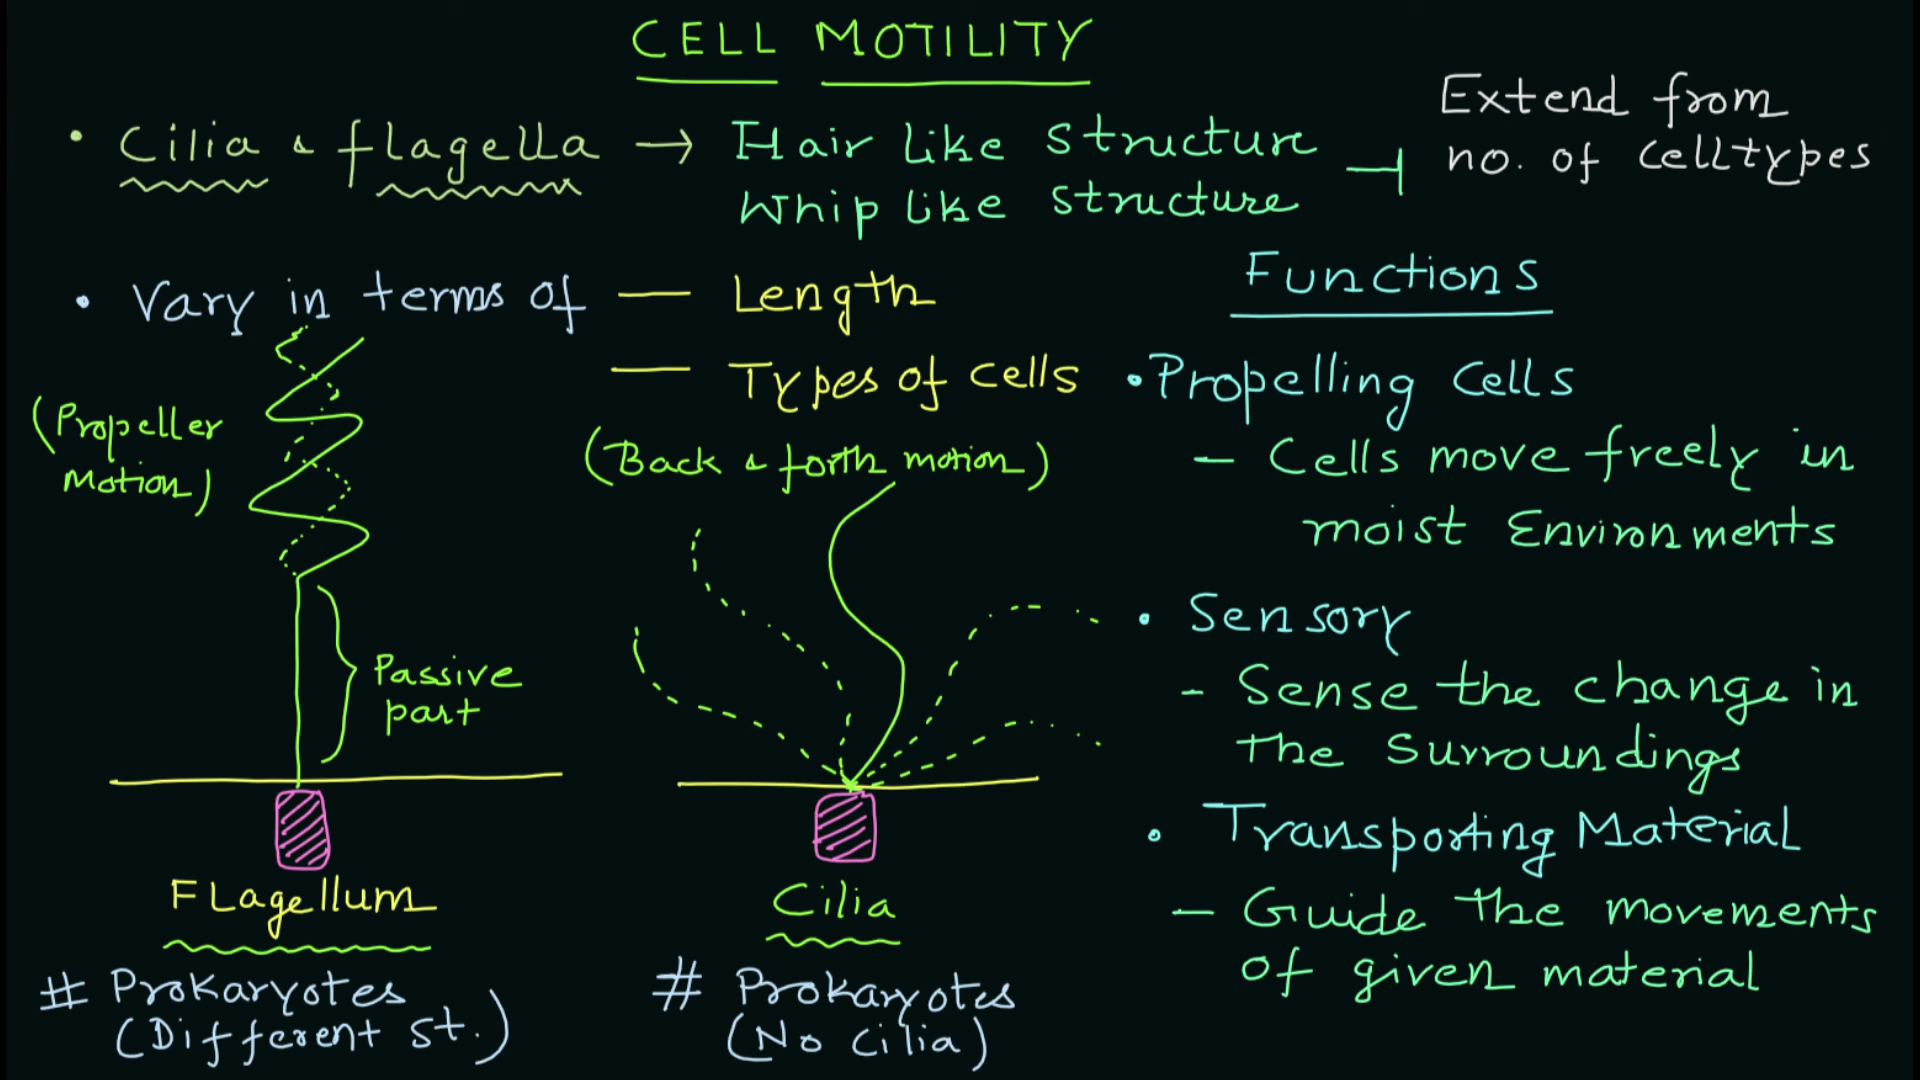 CELL MOTILITY
• Cilia & flagella → Hair like structure
Whip like structure
Extend from
no. of celltypes
• Vary in terms of — Length
— Types of cells
(Propeller
Motion)
Passive
part
Flagellum
# Prokaryotes
(Different st.)
(Back & forth motion)
Cilia
# Prokaryotes
(No cilia)
Functions
• Propelling cells
- Cells move freely in
moist Environments
• Sensory
- Sense the change in
the surroundings
• Transporting Material
- Guide the movements
of given material